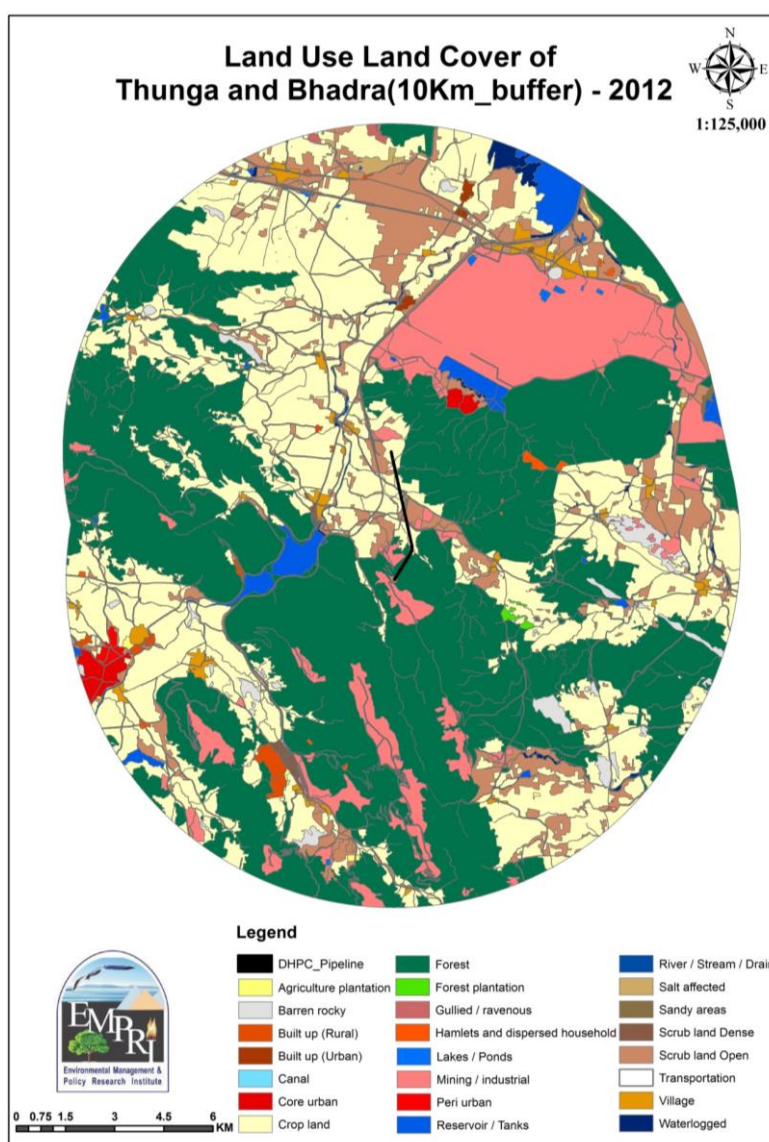 Land Use Land Cover of
Thunga and Bhadra(10Km_buffer) - 2012
N
W E
S
1:125,000
Legend
DHPC_Pipeline
Agriculture plantation
Barren rocky
Built up (Rural)
Built up (Urban)
Canal
Core urban
Crop land
Forest
Forest plantation
Gullied / ravenous
Hamlets and dispersed household
Lakes / Ponds
Mining / industrial
Peri urban
Reservoir / Tanks
River / Stream / Drain
Salt affected
Sandy areas
Scrub land Dense
Scrub land Open
Transportation
Village
Waterlogged
EMPRI
Environmental Management &
Policy Research Institute
0 0.75 1.5 3 4.5 6
KM